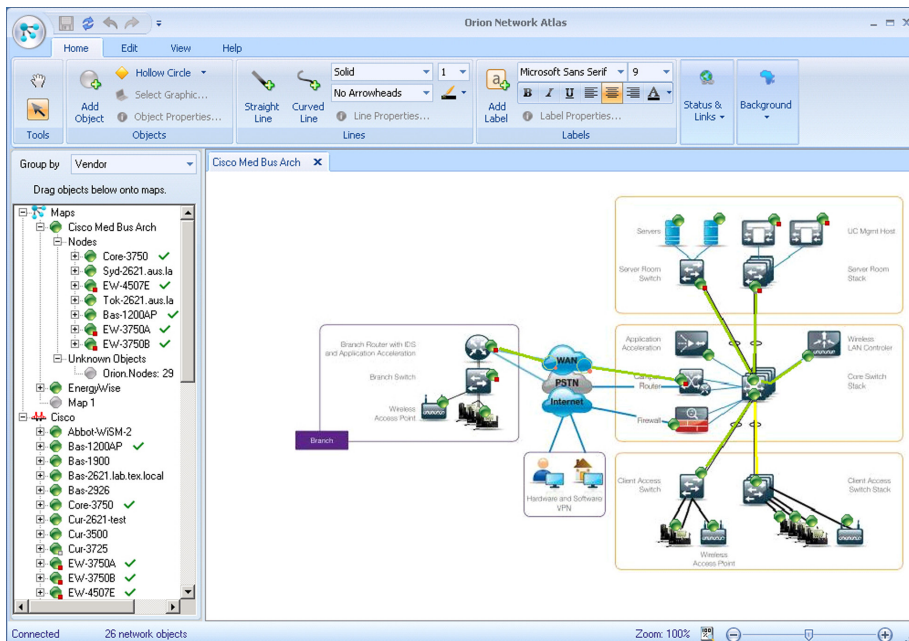 Orion Network Atlas
Home Edit View Help
Add Object
Hollow Circle
Select Graphic...
Object Properties...
Straight Line
Curved Line
Solid 1
No Arrowheads
Line Properties...
Add Label
Microsoft Sans Serif 9
B I U A
Label Properties...
Status & Links
Background
Tools Objects Lines Labels
Group by Vendor
Drag objects below onto maps.
Maps
Cisco Med Bus Arch
Nodes
Core-3750
Syd-2621.aus.la
EW-4507E
Tok-2621.aus.la
Bas-1200AP
EW-3750A
EW-3750B
Unknown Objects
Orion.Nodes: 29
EnergyWise
Map 1
Cisco
Abbot-WiSM-2
Bas-1200AP
Bas-1900
Bas-2621.lab.tex.local
Bas-2926
Core-3750
Cur-2621-test
Cur-3500
Cur-3725
EW-3750A
EW-3750B
EW-4507E
Cisco Med Bus Arch X
Servers
UC Mgmt Host
Server Room
Switch
Server Room
Stack
Branch Router with IDS
and Application Acceleration
Branch Switch
Wireless
Access Point
Branch
WAN
PSTN
Internet
Hardware and Software
VPN
Application
Acceleration
Wireless
LAN Controler
Router
Core Switch
Stack
Firewall
Client Access
Switch
Client Access
Switch Stack
Wireless
Access Point
Connected 26 network objects Zoom: 100%